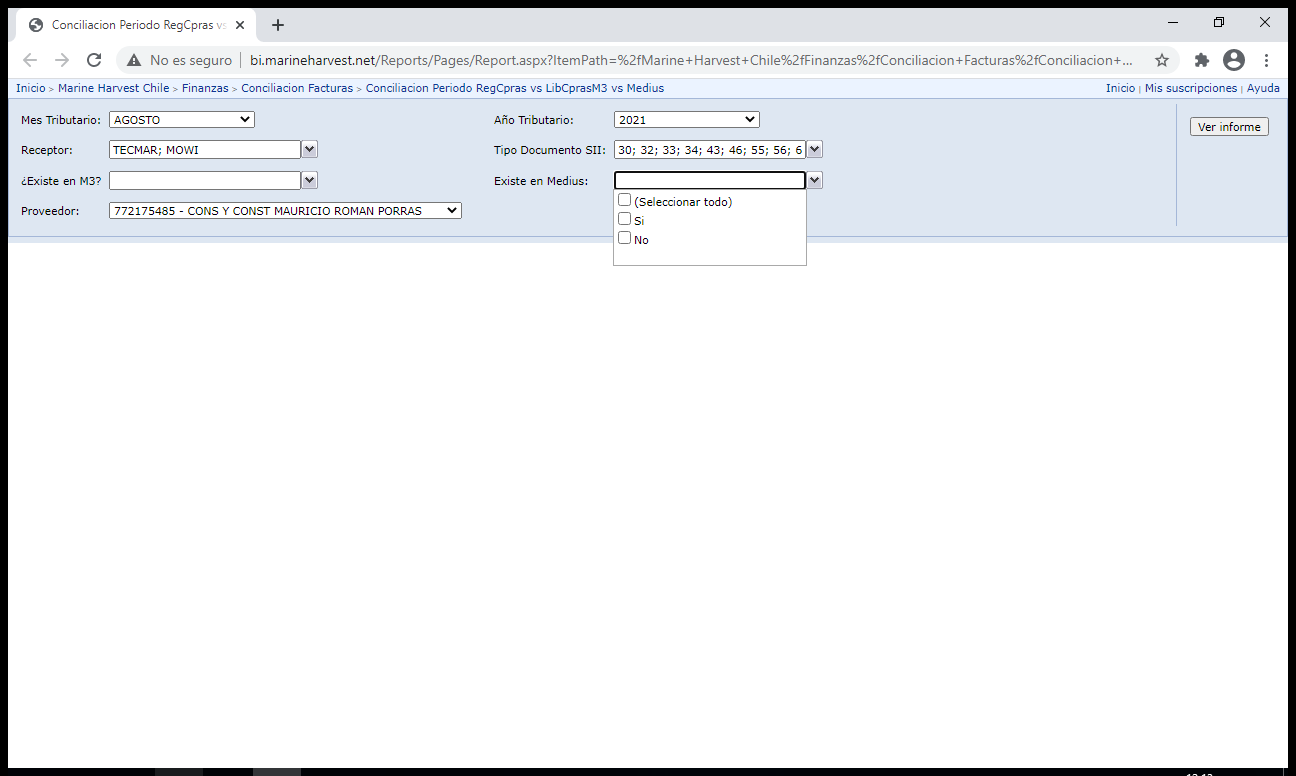 Conciliacion Periodo RegCpras vs
No es seguro | bi.marineharvest.net/Reports/Pages/Report.aspx?ItemPath=%2fMarine+Harvest+Chile%2fFinanzas%2fConciliacion+Facturas%2fConciliacion+...
Inicio > Marine Harvest Chile > Finanzas > Conciliacion Facturas > Conciliacion Periodo RegCpras vs LibCprasM3 vs Medius
Inicio | Mis suscripciones | Ayuda
Mes Tributario: AGOSTO Año Tributario: 2021
Ver informe
Receptor: TECMAR; MOWI Tipo Documento SII: 30; 32; 33; 34; 43; 46; 55; 56; 6
¿Existe en M3? Existe en Medius:
(Seleccionar todo)
Proveedor: 772175485 - CONS Y CONST MAURICIO ROMAN PORRAS
Si
No